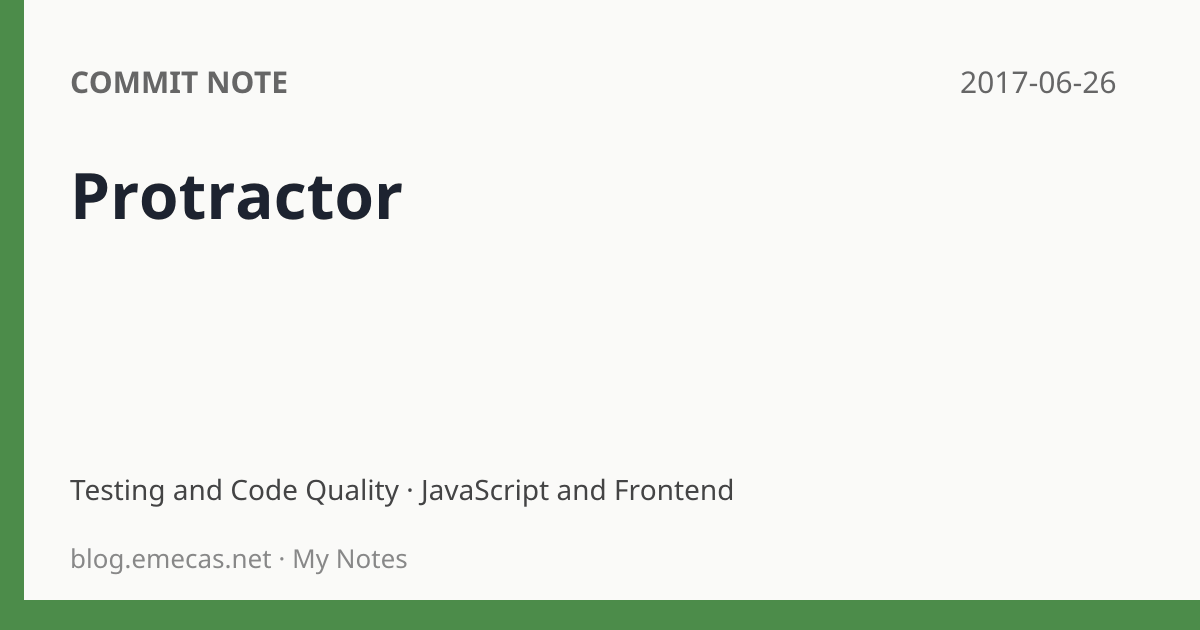 COMMIT NOTE
2017-06-26
Protractor
Testing and Code Quality · JavaScript and Frontend
blog.emecas.net · My Notes